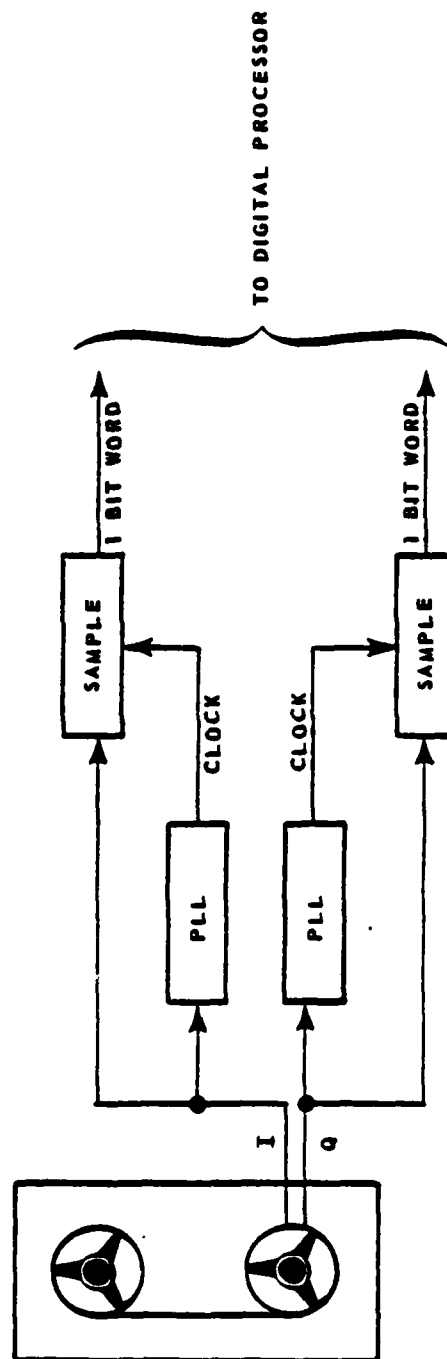 I
Q
PLL
CLOCK
SAMPLE
1 BIT WORD
PLL
CLOCK
SAMPLE
1 BIT WORD
TO DIGITAL PROCESSOR